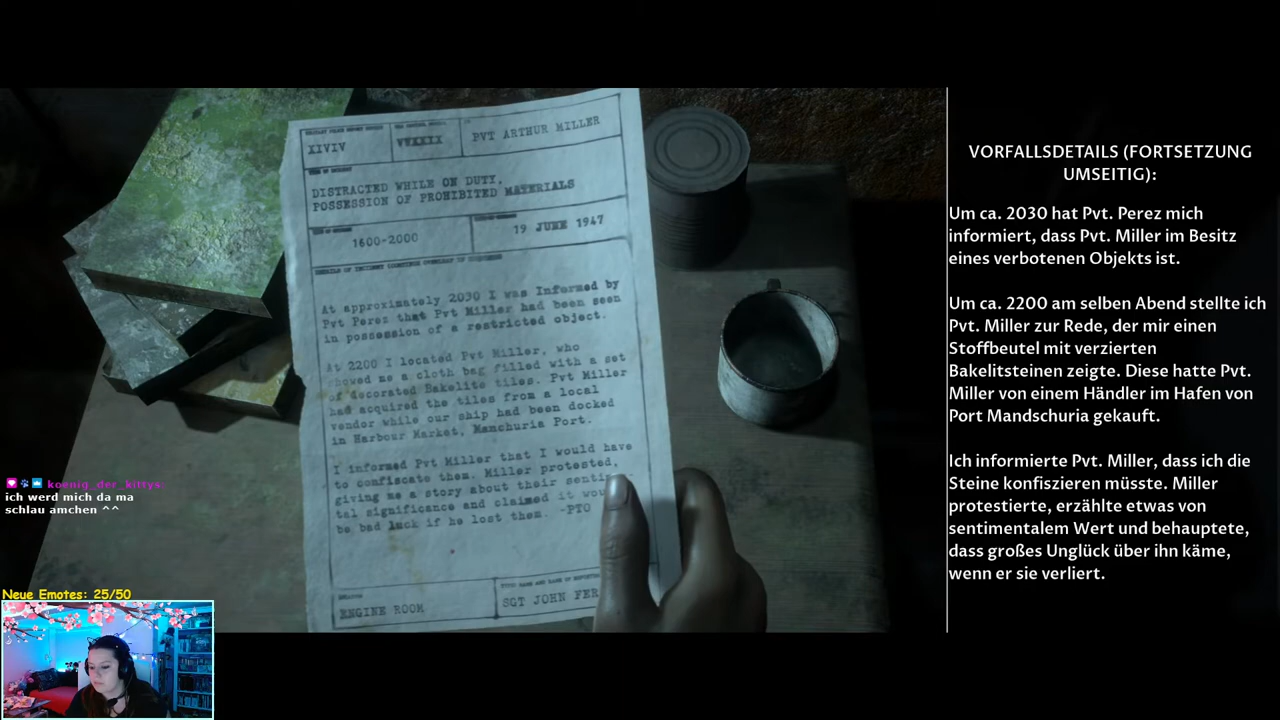 XIVIV
VVXXIX
PVT ARTHUR MILLER
DISTRACTED WHILE ON DUTY,
POSSESSION OF PROHIBITED MATERIALS
1600-2000
19 JUNE 1947
At approximately 2030 I was Informed by
Pvt Perez that Pvt Miller had been seen
in possession of a restricted object.
At 2200 I located Pvt Miller, who
showed me a cloth bag filled with a set
of decorated Bakelite tiles. Pvt Miller
had acquired the tiles from a local
vendor while our ship had been docked
in Harbour Market, Manchuria Port.
I informed Pvt Miller that I would have
to confiscate them. Miller protested,
giving me a story about their senti
tal significance and claimed it wou
be bad luck if he lost them. -PTO
ENGINE ROOM
SGT JOHN FER
VORFALLSDETAILS (FORTSETZUNG
UMSEITIG):
Um ca. 2030 hat Pvt. Perez mich
informiert, dass Pvt. Miller im Besitz
eines verbotenen Objekts ist.
Um ca. 2200 am selben Abend stellte ich
Pvt. Miller zur Rede, der mir einen
Stoffbeutel mit verzierten
Bakelitsteinen zeigte. Diese hatte Pvt.
Miller von einem Händler im Hafen von
Port Mandschuria gekauft.
Ich informierte Pvt. Miller, dass ich die
Steine konfiszieren müsste. Miller
protestierte, erzählte etwas von
sentimentalem Wert und behauptete,
dass großes Unglück über ihn käme,
wenn er sie verliert.
koenig_der_kittys
ich werd mich da ma
schlau amchen ^^
Neue Emotes: 25/50